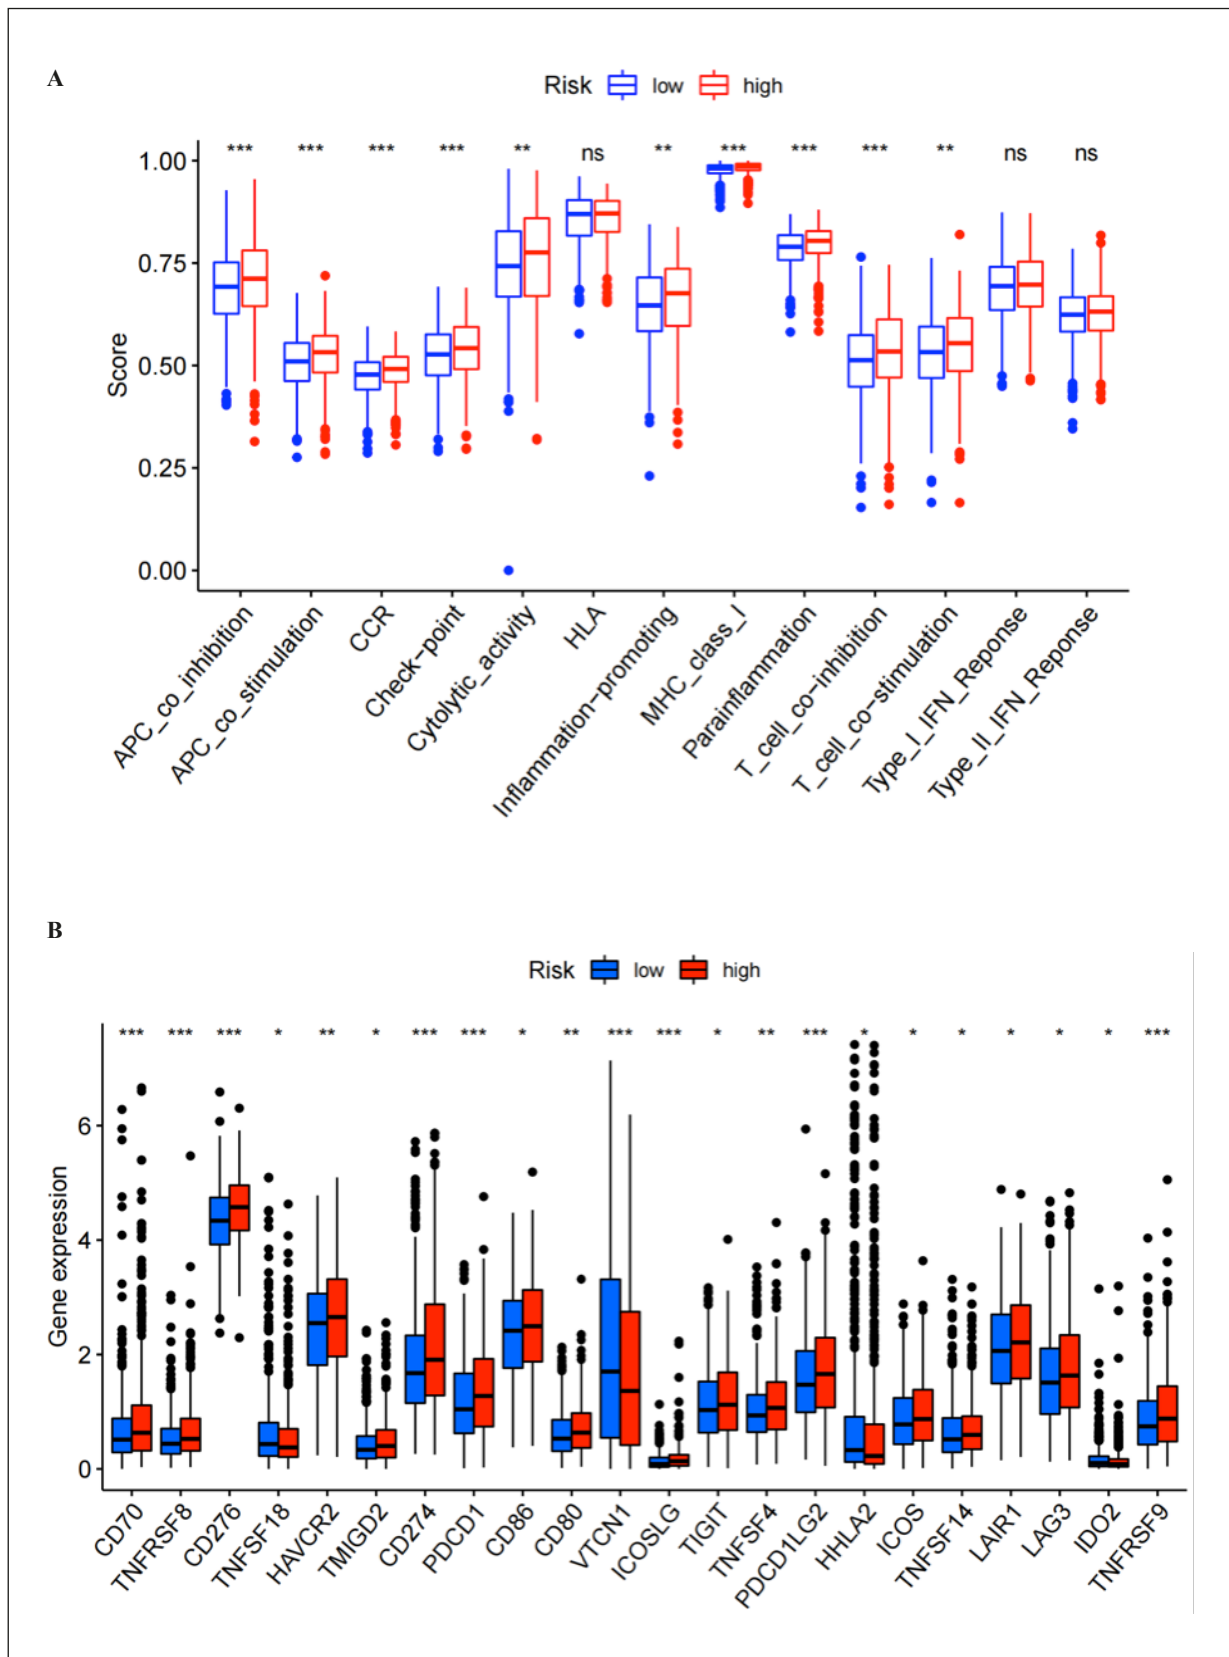 A
Risk low high
*** *** *** *** ** ns ** *** *** *** ** ns ns
1.00
0.75
0.50
0.25
0.00
Score
APC_co_inhibition
APC_co_stimulation
CCR
Check−point
Cytolytic_activity
HLA
Inflammation−promoting
MHC_class_I
Parainflammation
T_cell_co−inhibition
T_cell_co−stimulation
Type_I_IFN_Reponse
Type_II_IFN_Reponse
B
Risk low high
*** *** *** * ** * *** *** * ** *** *** * ** *** * * * * * * ***
6
4
2
0
Gene expression
CD70
TNFRSF8
CD276
TNFSF18
HAVCR2
TMIGD2
CD274
PDCD1
CD86
CD80
VTCN1
ICOSLG
TIGIT
TNFSF4
PDCD1LG2
HHLA2
ICOS
TNFSF14
LAIR1
LAG3
IDO2
TNFRSF9